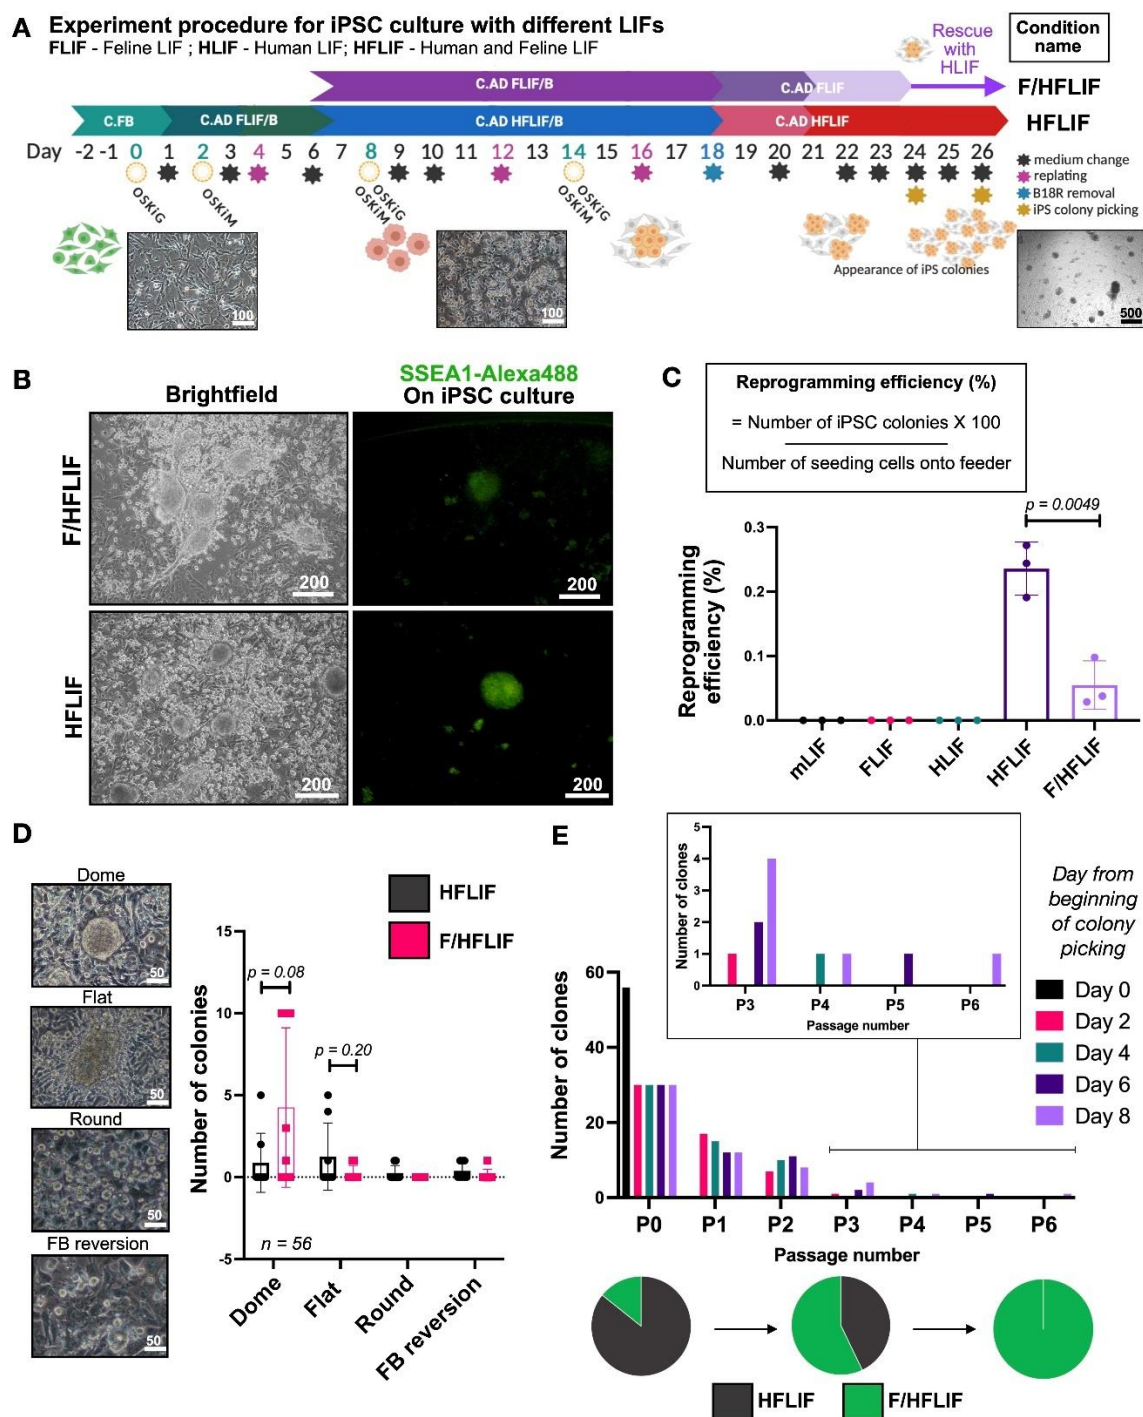 A Experiment procedure for iPSC culture with different LIFs
FLIF - Feline LIF ; HLIF - Human LIF; HFLIF - Human and Feline LIF
Rescue with HLIF
Condition name
C.AD FLIF/B
C.AD FLIF
F/HFLIF
C.FB
C.AD FLIF/B
C.AD HFLIF/B
C.AD HFLIF
HFLIF
Day -2 -1 0 1 2 3 4 5 6 7 8 9 10 11 12 13 14 15 16 17 18 19 20 21 22 23 24 25 26
medium change
replating
B18R removal
iPS colony picking
OSKiG
OSKiM
OSKiG
OSKiM
OSKiG
OSKiM
Appearance of iPS colonies
100
100
500
B
Brightfield
SSEA1-Alexa488
On iPSC culture
F/HFLIF
200
200
HFLIF
200
200
C
Reprogramming efficiency (%)
= Number of iPSC colonies X 100
Number of seeding cells onto feeder
p = 0.0049
Reprogramming
efficiency (%)
0.3
0.2
0.1
0.0
mLIF
FLIF
HLIF
HFLIF
F/HFLIF
D
Dome
50
Flat
50
Round
50
FB reversion
50
HFLIF
F/HFLIF
Number of colonies
15
10
5
0
-5
p = 0.08
p = 0.20
n = 56
Dome
Flat
Round
FB reversion
E
Number of clones
5
4
3
2
1
0
P3 P4 P5 P6
Passage number
Day from
beginning
of colony
picking
Day 0
Day 2
Day 4
Day 6
Day 8
Number of clones
60
40
20
0
P0 P1 P2 P3 P4 P5 P6
Passage number
HFLIF
F/HFLIF